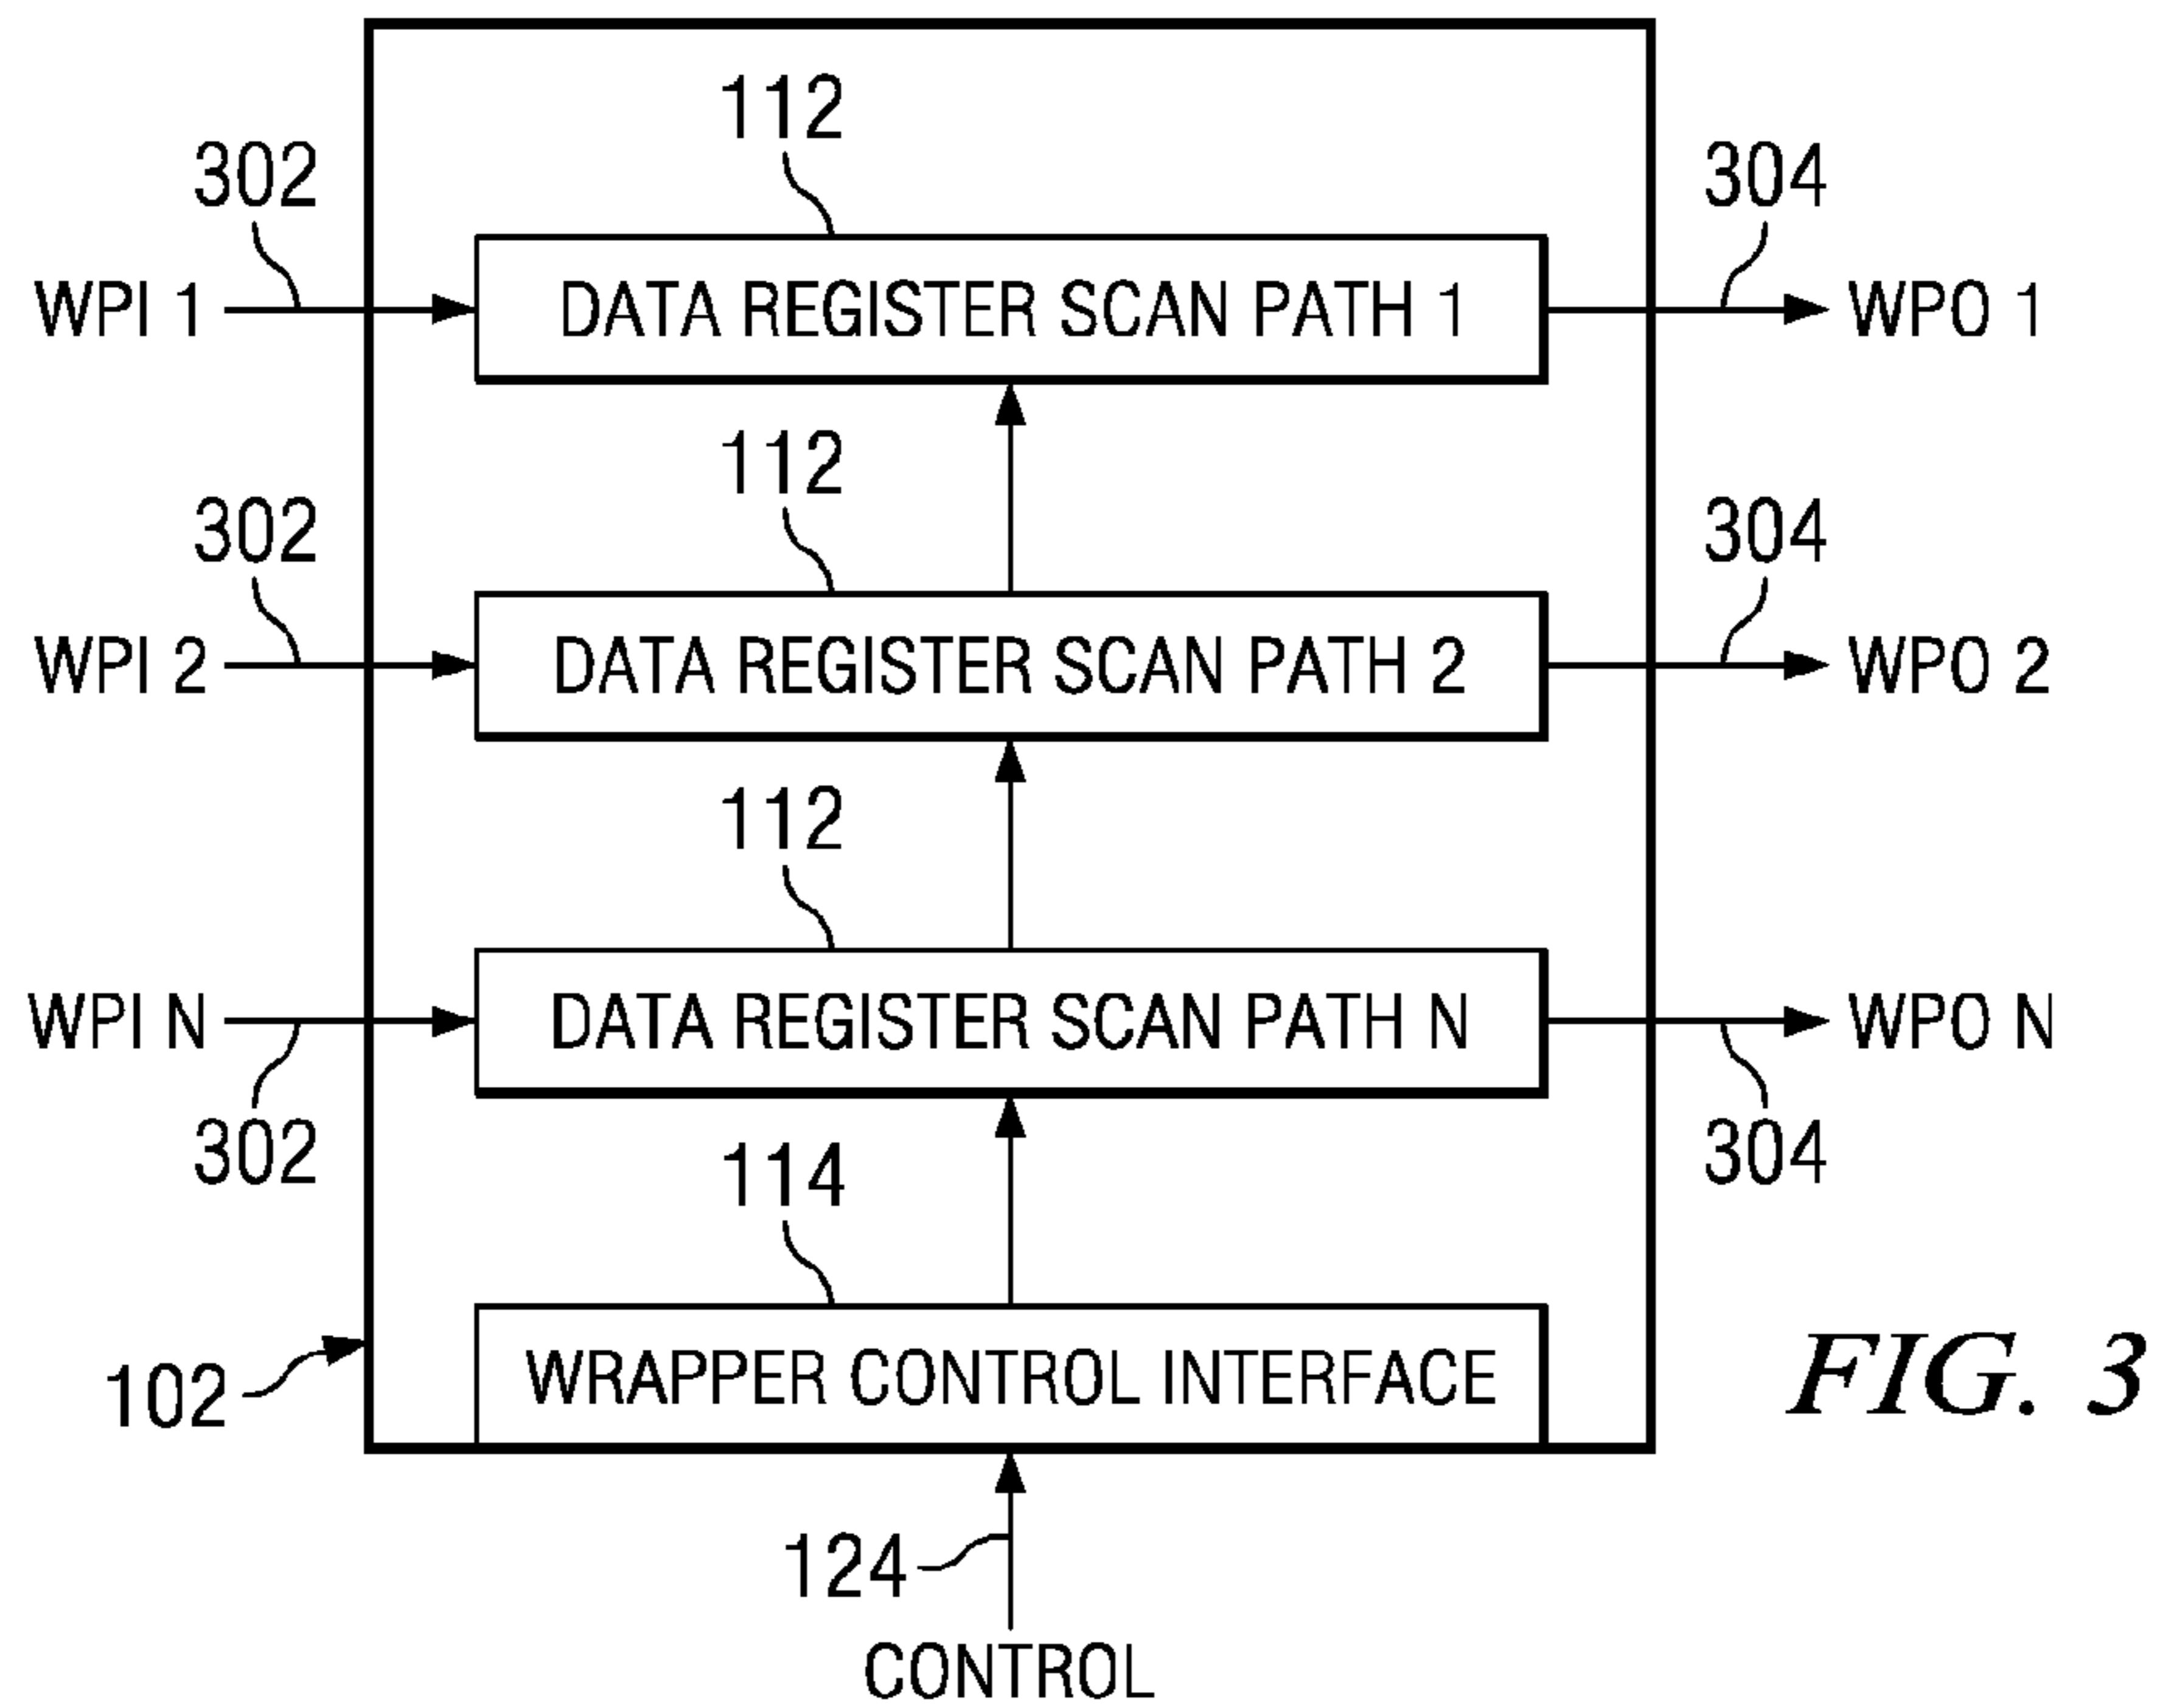 112
302
304
WPI 1
DATA REGISTER SCAN PATH 1
WPO 1
112
302
304
WPI 2
DATA REGISTER SCAN PATH 2
WPO 2
112
WPI N
DATA REGISTER SCAN PATH N
WPO N
302
304
114
WRAPPER CONTROL INTERFACE
102
FIG. 3
124
CONTROL